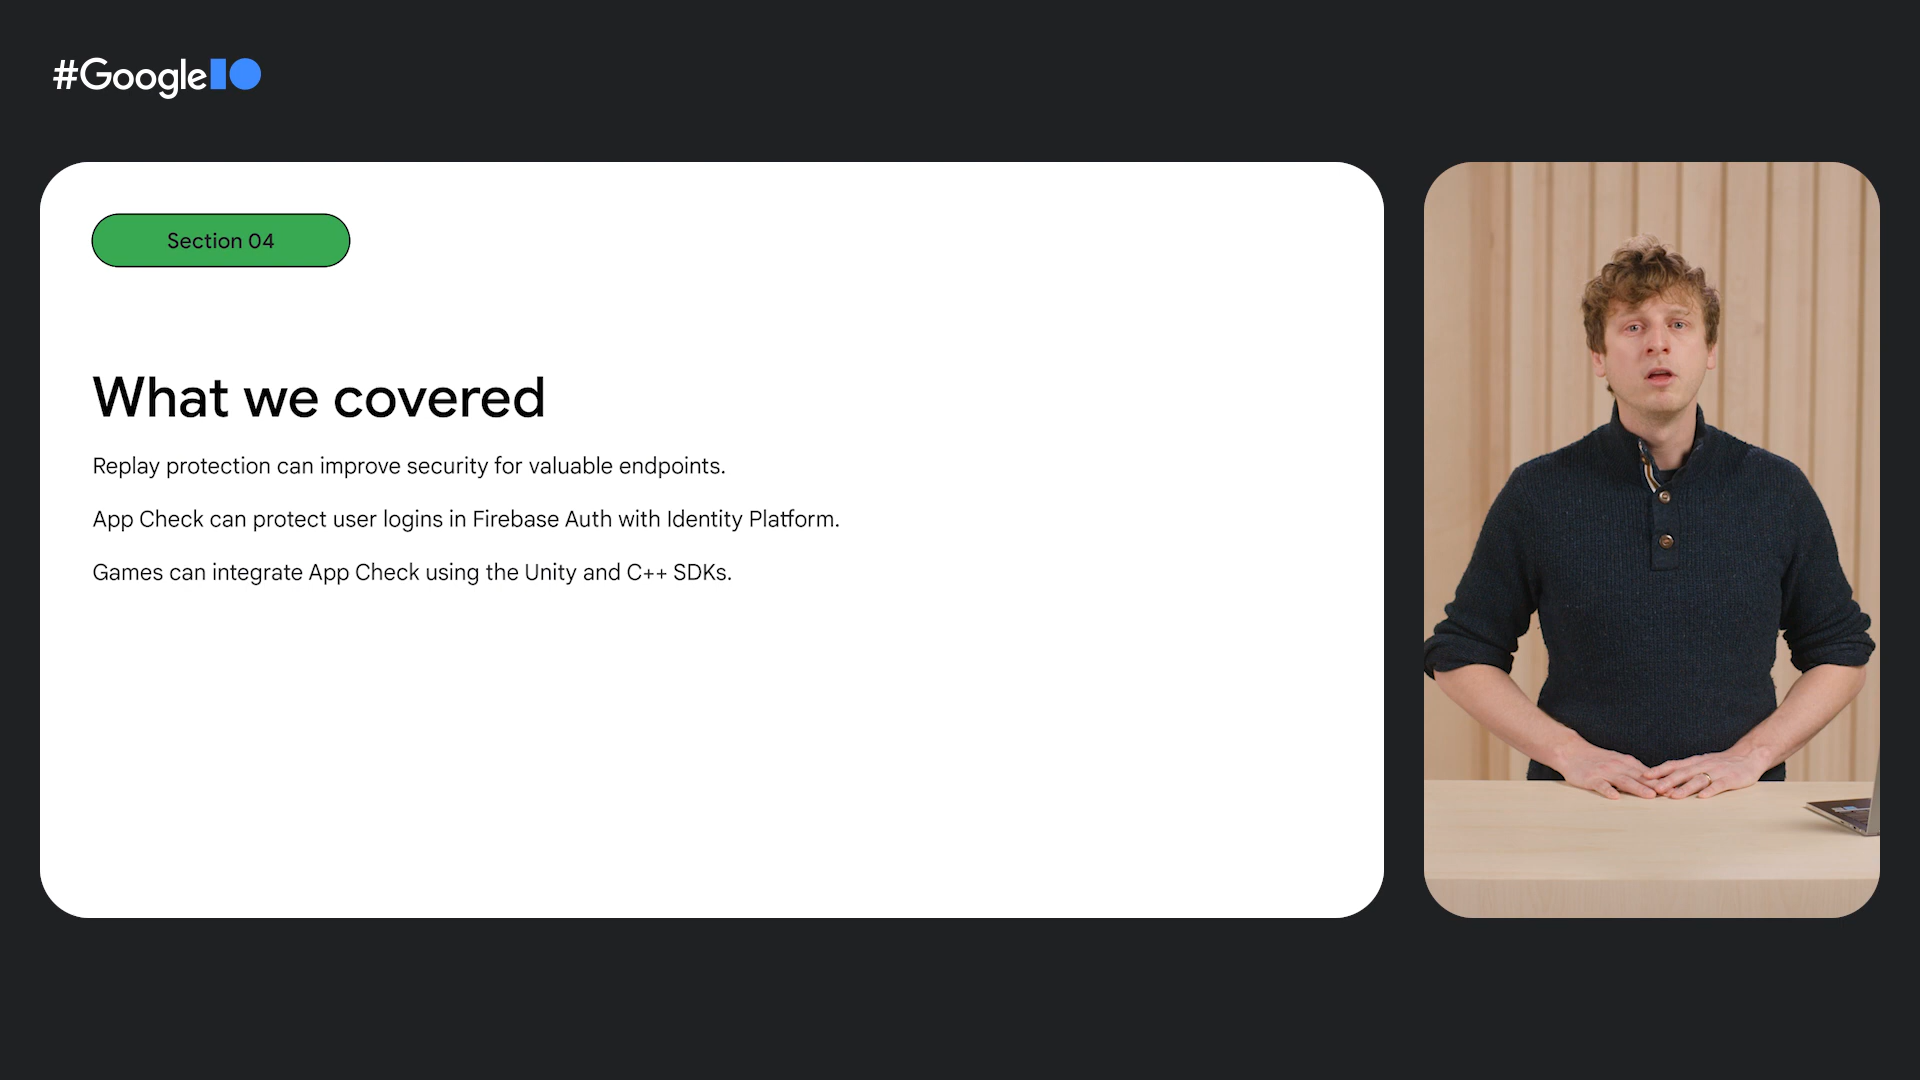 #GoogleIO
Section 04
What we covered
Replay protection can improve security for valuable endpoints.
App Check can protect user logins in Firebase Auth with Identity Platform.
Games can integrate App Check using the Unity and C++ SDKs.